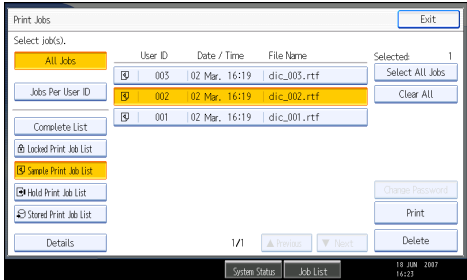 Print Jobs
Exit
Select job(s).
All Jobs
Jobs Per User ID
Complete List
Locked Print Job List
Sample Print Job List
Hold Print Job List
Stored Print Job List
Details
User ID Date / Time File Name
003 02 Mar. 16:19 dic_003.rtf
002 02 Mar. 16:19 dic_002.rtf
001 02 Mar. 16:19 dic_001.rtf
1/1 ▲ Previous ▼ Next
Selected: 1
Select All Jobs
Clear All
Change Password
Print
Delete
System Status Job List
18 JUN 2007
16:23